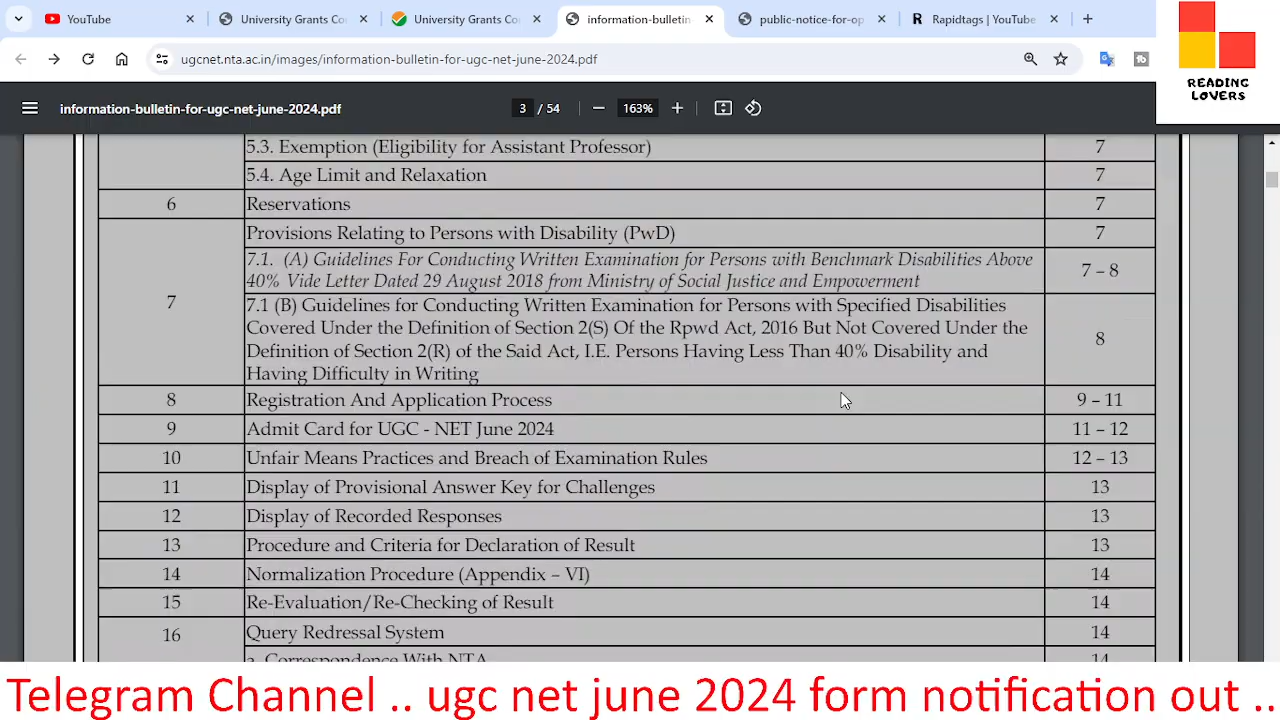 YouTube
University Grants Co
University Grants Co
information-bulletin
public-notice-for-op
Rapidtags | YouTube
ugcnet.nta.ac.in/images/information-bulletin-for-ugc-net-june-2024.pdf
READING
LOVERS
information-bulletin-for-ugc-net-june-2024.pdf
3 / 54
163%
5.3. Exemption (Eligibility for Assistant Professor) 7
5.4. Age Limit and Relaxation 7
6 Reservations 7
7 Provisions Relating to Persons with Disability (PwD) 7
7.1. (A) Guidelines For Conducting Written Examination for Persons with Benchmark Disabilities Above
40% Vide Letter Dated 29 August 2018 from Ministry of Social Justice and Empowerment 7 – 8
7.1 (B) Guidelines for Conducting Written Examination for Persons with Specified Disabilities
Covered Under the Definition of Section 2(S) Of the Rpwd Act, 2016 But Not Covered Under the
Definition of Section 2(R) of the Said Act, I.E. Persons Having Less Than 40% Disability and
Having Difficulty in Writing 8
8 Registration And Application Process 9 – 11
9 Admit Card for UGC - NET June 2024 11 – 12
10 Unfair Means Practices and Breach of Examination Rules 12 – 13
11 Display of Provisional Answer Key for Challenges 13
12 Display of Recorded Responses 13
13 Procedure and Criteria for Declaration of Result 13
14 Normalization Procedure (Appendix – VI) 14
15 Re-Evaluation/Re-Checking of Result 14
16 Query Redressal System 14
a. Correspondence With NTA 14
Telegram Channel .. ugc net june 2024 form notification out ..